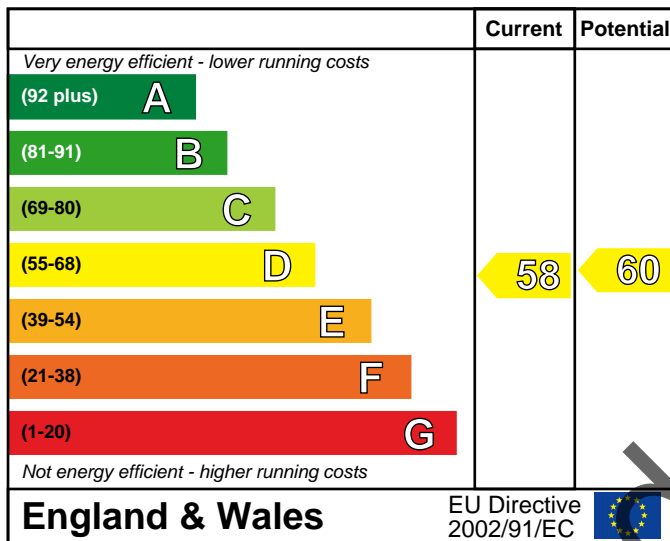 Current Potential
Very energy efficient - lower running costs
(92 plus) A
(81-91) B
(69-80) C
(55-68) D 58 60
(39-54) E
(21-38) F
(1-20) G
Not energy efficient - higher running costs
England & Wales
EU Directive
2002/91/EC